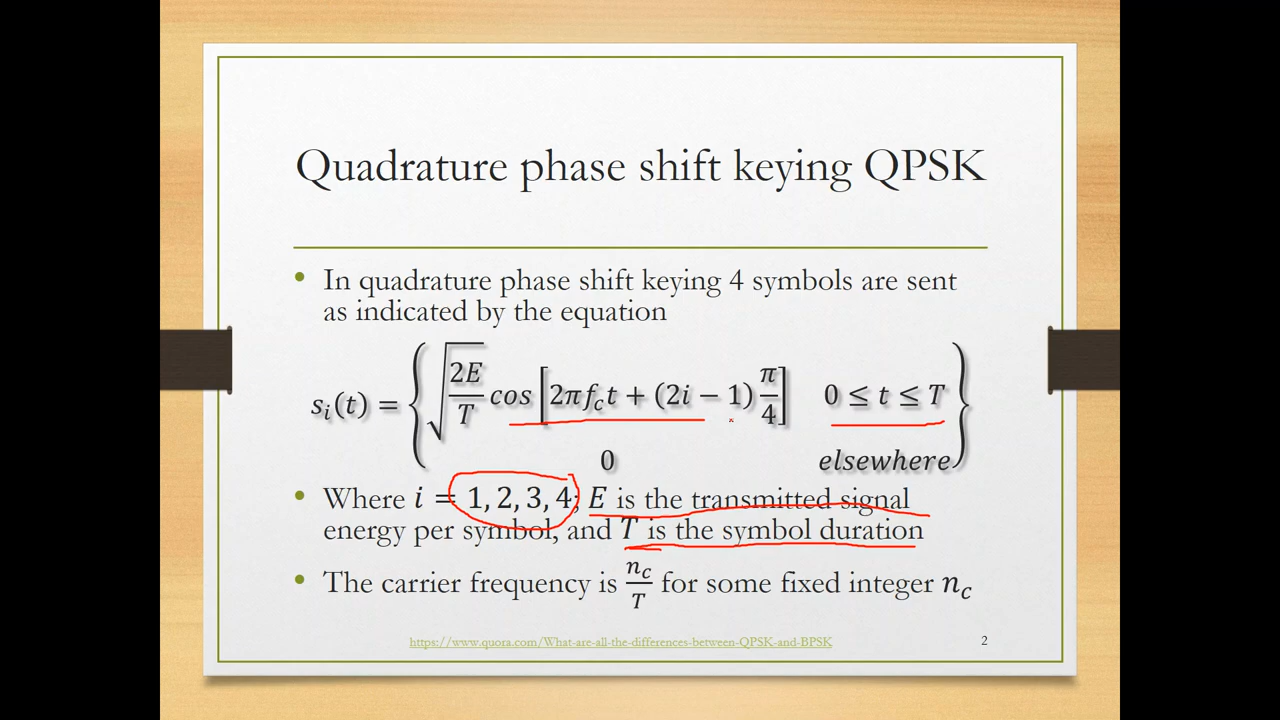 Quadrature phase shift keying QPSK
• In quadrature phase shift keying 4 symbols are sent
as indicated by the equation
s_i(t) = { √(2E/T) cos [2πf_c t + (2i − 1) π/4] 0 ≤ t ≤ T }
0 elsewhere
• Where i = 1, 2, 3, 4; E is the transmitted signal
energy per symbol, and T is the symbol duration
• The carrier frequency is n_c/T for some fixed integer n_c
https://www.quora.com/What-are-all-the-differences-between-QPSK-and-BPSK 2